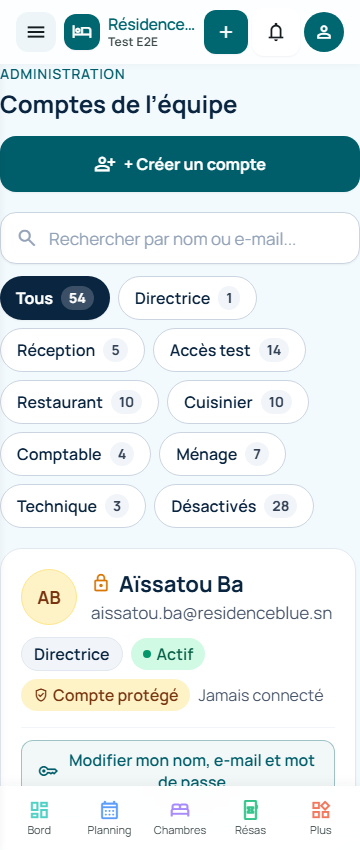 Résidence...
Test E2E
ADMINISTRATION
Comptes de l’équipe
+ Créer un compte
Rechercher par nom ou e-mail...
Tous 54
Directrice 1
Réception 5
Accès test 14
Restaurant 10
Cuisinier 10
Comptable 4
Ménage 7
Technique 3
Désactivés 28
AB
Aïssatou Ba
aissatou.ba@residenceblue.sn
Directrice
Actif
Compte protégé
Jamais connecté
Modifier mon nom, e-mail et mot
de passe
Bord
Planning
Chambres
Résas
Plus